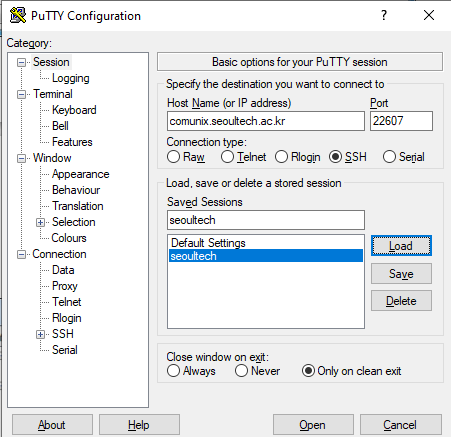 PuTTY Configuration
?
Category:
Session
Logging
Terminal
Keyboard
Bell
Features
Window
Appearance
Behaviour
Translation
Selection
Colours
Connection
Data
Proxy
Telnet
Rlogin
SSH
Serial
Basic options for your PuTTY session
Specify the destination you want to connect to
Host Name (or IP address) Port
comunix.seoultech.ac.kr 22607
Connection type:
Raw Telnet Rlogin SSH Serial
Load, save or delete a stored session
Saved Sessions
seoultech
Default Settings
seoultech
Load
Save
Delete
Close window on exit:
Always Never Only on clean exit
About Help Open Cancel